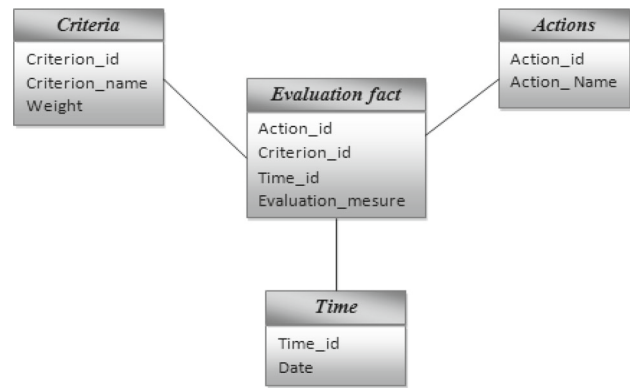 Criteria
Criterion_id
Criterion_name
Weight
Actions
Action_id
Action_ Name
Evaluation fact
Action_id
Criterion_id
Time_id
Evaluation_mesure
Time
Time_id
Date